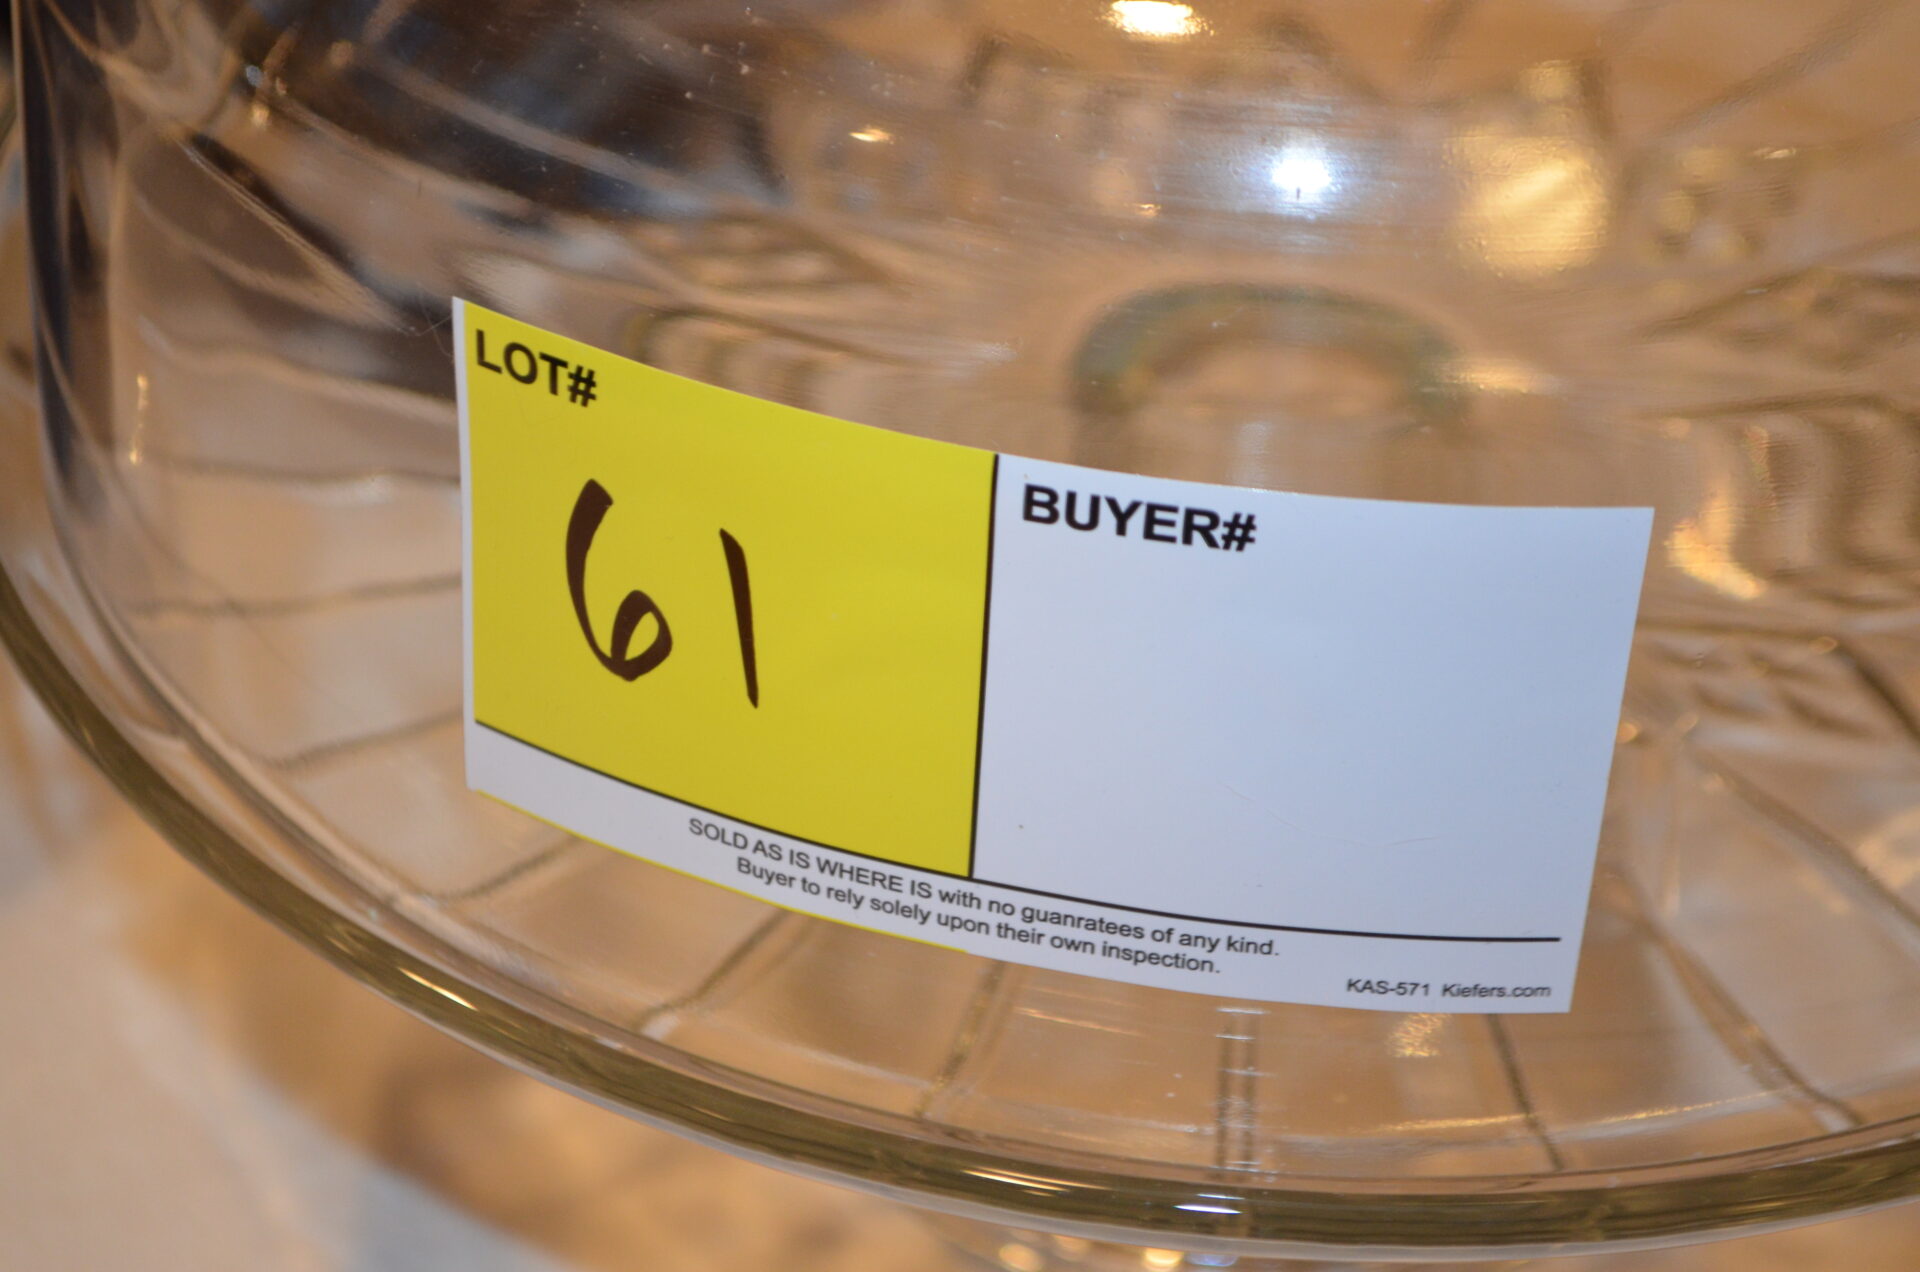 LOT#
61
BUYER#
SOLD AS IS WHERE IS with no guanratees of any kind.
Buyer to rely solely upon their own inspection.
KAS-571 Kiefers.com